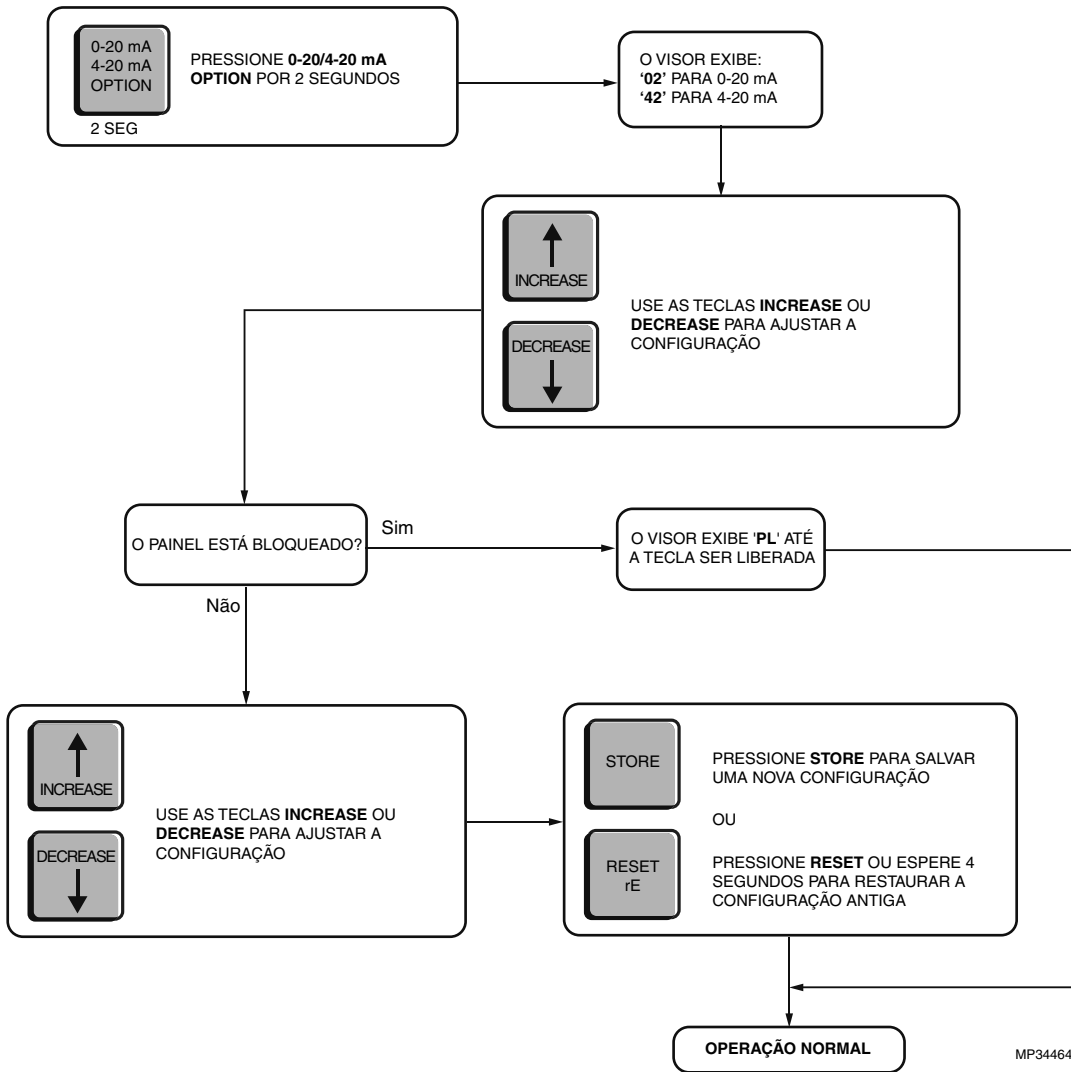 0-20 mA
4-20 mA
OPTION
2 SEG
PRESSIONE 0-20/4-20 mA
OPTION POR 2 SEGUNDOS
O VISOR EXIBE:
‘02’ PARA 0-20 mA
‘42’ PARA 4-20 mA
INCREASE
DECREASE
USE AS TECLAS INCREASE OU
DECREASE PARA AJUSTAR A
CONFIGURAÇÃO
O PAINEL ESTÁ BLOQUEADO?
Sim
O VISOR EXIBE 'PL' ATÉ
A TECLA SER LIBERADA
Não
INCREASE
DECREASE
USE AS TECLAS INCREASE OU
DECREASE PARA AJUSTAR A
CONFIGURAÇÃO
STORE
PRESSIONE STORE PARA SALVAR
UMA NOVA CONFIGURAÇÃO
OU
RESET
rE
PRESSIONE RESET OU ESPERE 4
SEGUNDOS PARA RESTAURAR A
CONFIGURAÇÃO ANTIGA
OPERAÇÃO NORMAL
MP34464